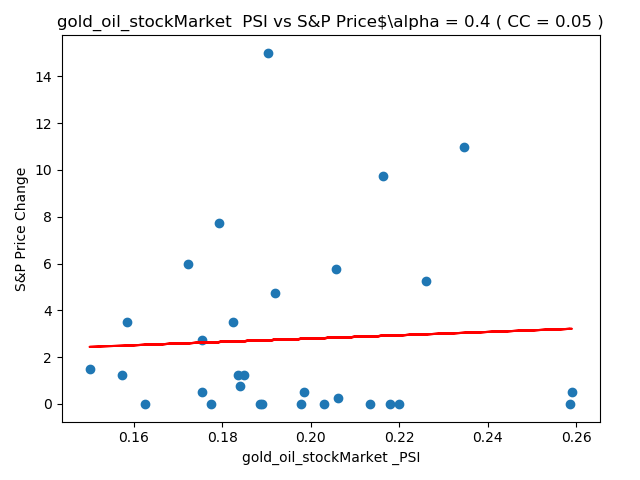 gold_oil_stockMarket  PSI vs S&P Price$\alpha = 0.4 ( CC = 0.05 )
14
12
10
8
6
4
2
0
S&P Price Change
0.16 0.18 0.20 0.22 0.24 0.26
gold_oil_stockMarket _PSI